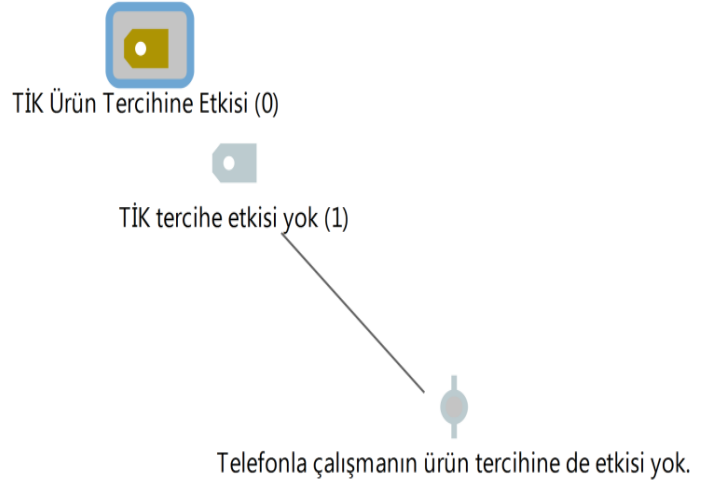 TİK Ürün Tercihine Etkisi (0)
TİK tercihe etkisi yok (1)
Telefonla çalışmanın ürün tercihine de etkisi yok.